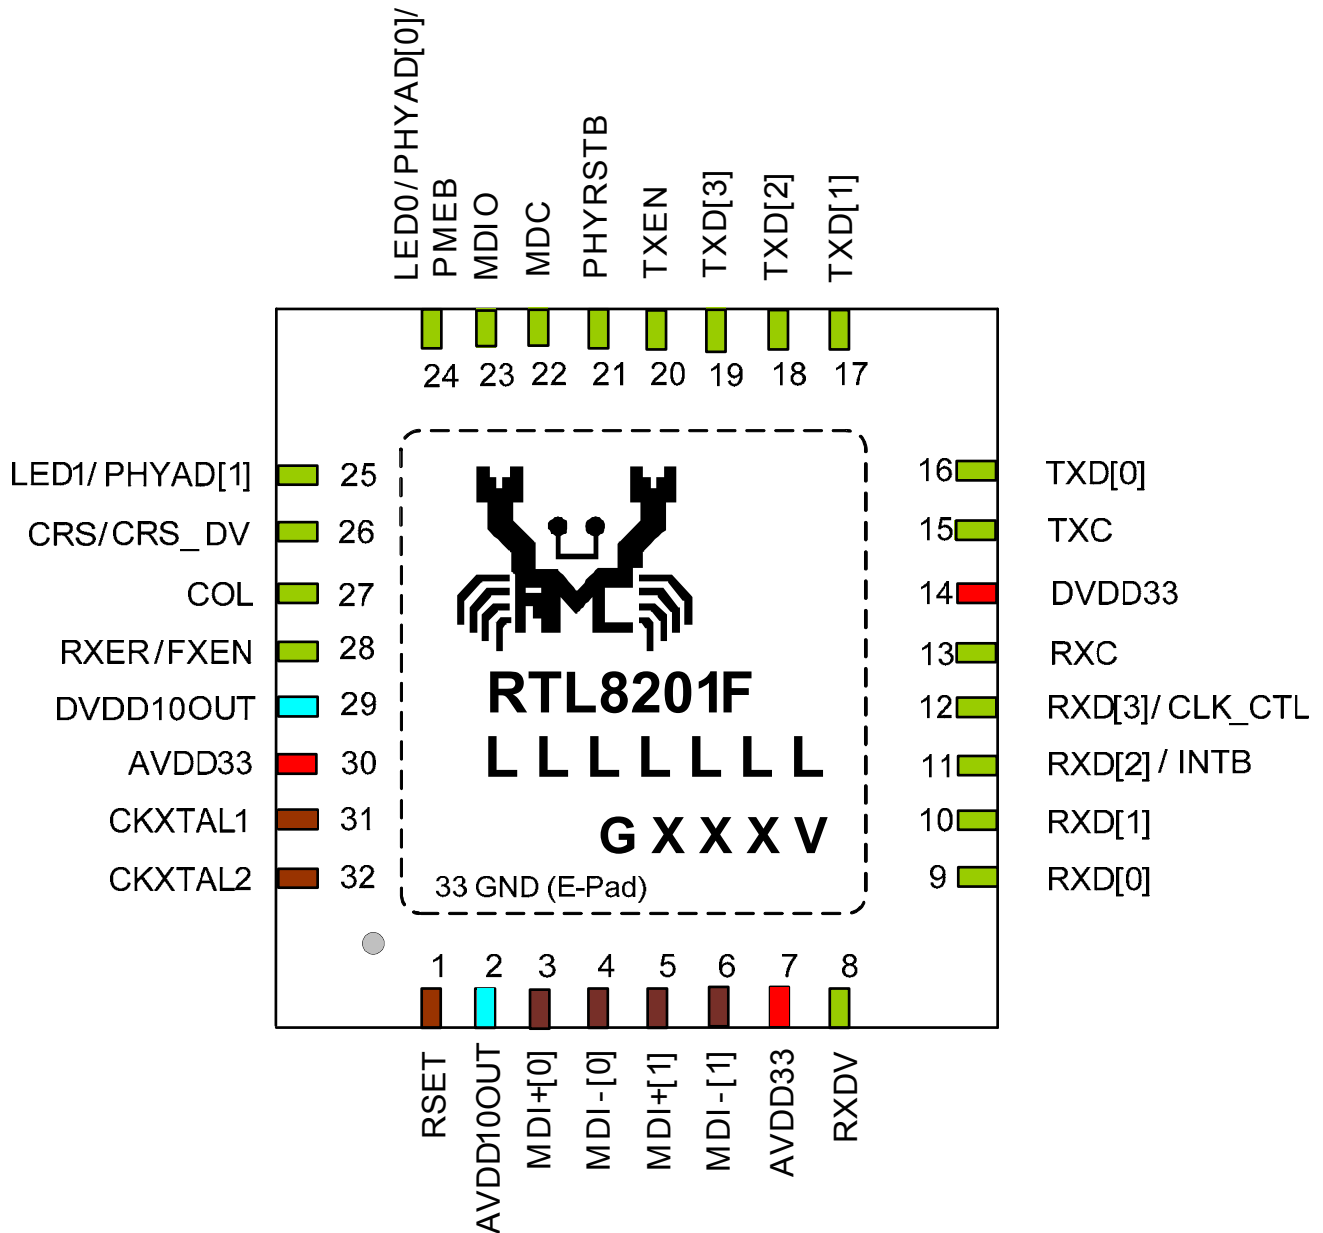 LED0/PHYAD[0]/
PMEB
MDIO
MDC
PHYRSTB
TXEN
TXD[3]
TXD[2]
TXD[1]
24 23 22 21 20 19 18 17
LED1/PHYAD[1] 25
CRS/CRS_DV 26
COL 27
RXER/FXEN 28
DVDD10OUT 29
AVDD33 30
CKXTAL1 31
CKXTAL2 32
RTL8201F
LLLLLLL
GXXXV
33 GND (E-Pad)
16 TXD[0]
15 TXC
14 DVDD33
13 RXC
12 RXD[3]/CLK_CTL
11 RXD[2]/INTB
10 RXD[1]
9 RXD[0]
1 2 3 4 5 6 7 8
RSET
AVDD10OUT
MDI+[0]
MDI-[0]
MDI+[1]
MDI-[1]
AVDD33
RXDV